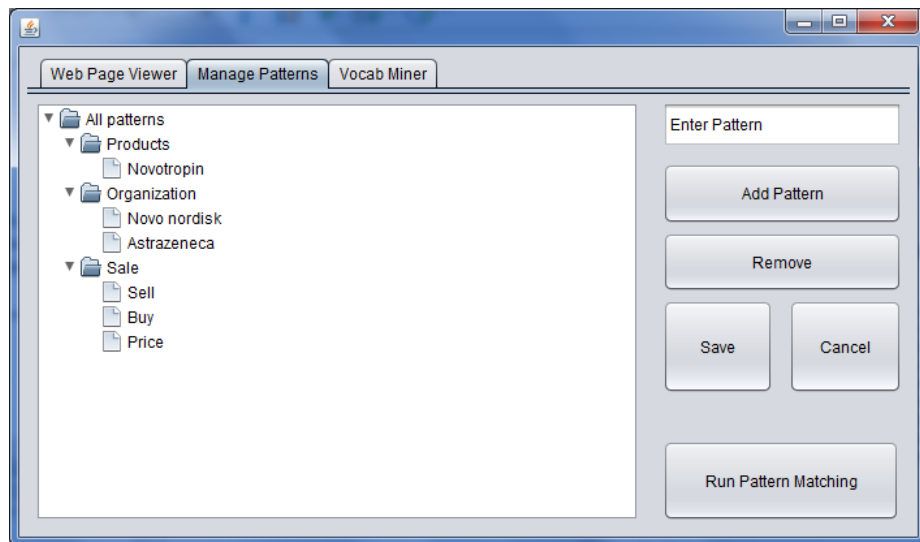 Web Page Viewer Manage Patterns Vocab Miner
All patterns
Products
Novotropin
Organization
Novo nordisk
Astrazeneca
Sale
Sell
Buy
Price
Enter Pattern
Add Pattern
Remove
Save Cancel
Run Pattern Matching